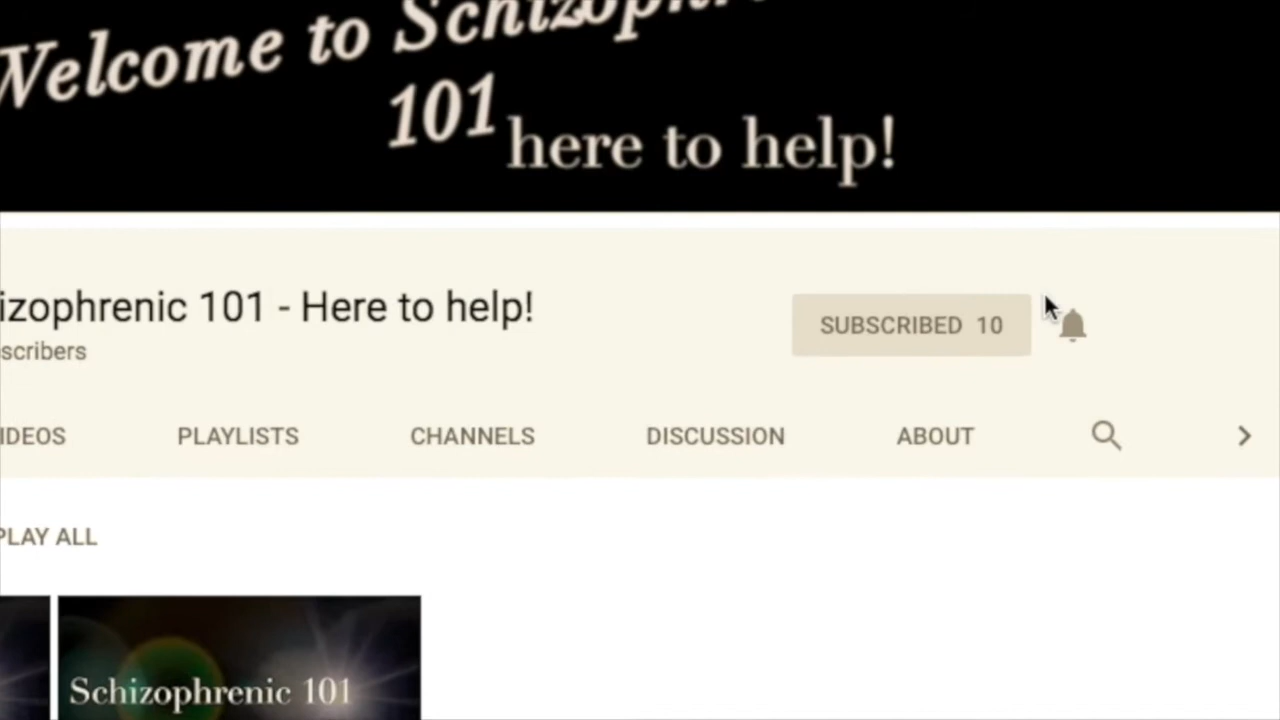 Welcome to Schizophre
101 here to help!
izophrenic 101 - Here to help!
SUBSCRIBED 10
scribers
IDEOS PLAYLISTS CHANNELS DISCUSSION ABOUT
PLAY ALL
Schizophrenic 101